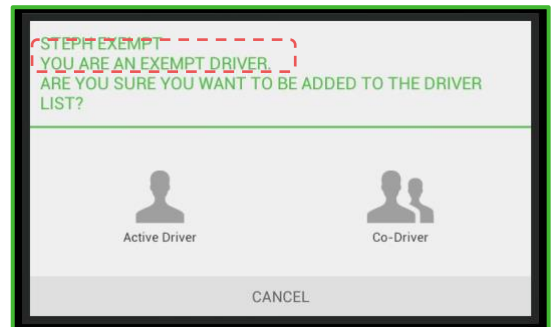 STEPH EXEMPT
YOU ARE AN EXEMPT DRIVER.
ARE YOU SURE YOU WANT TO BE ADDED TO THE DRIVER
LIST?
Active Driver
Co-Driver
CANCEL